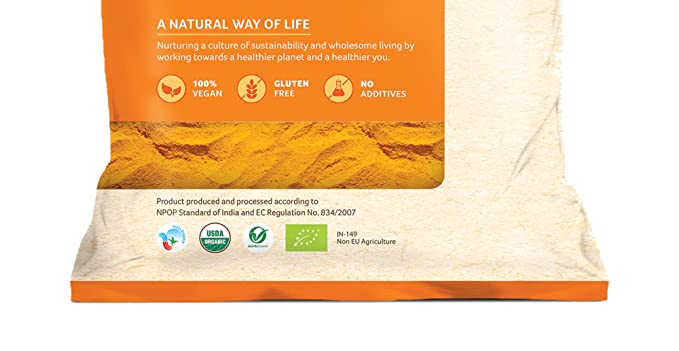 A NATURAL WAY OF LIFE
Nurturing a culture of sustainability and wholesome living by
working towards a healthier planet and a healthier you.
100%
VEGAN
GLUTEN
FREE
NO
ADDITIVES
Product produced and processed according to
NPOP Standard of India and EC Regulation No. 834/2007
USDA
ORGANIC
IN-149
Non EU Agriculture